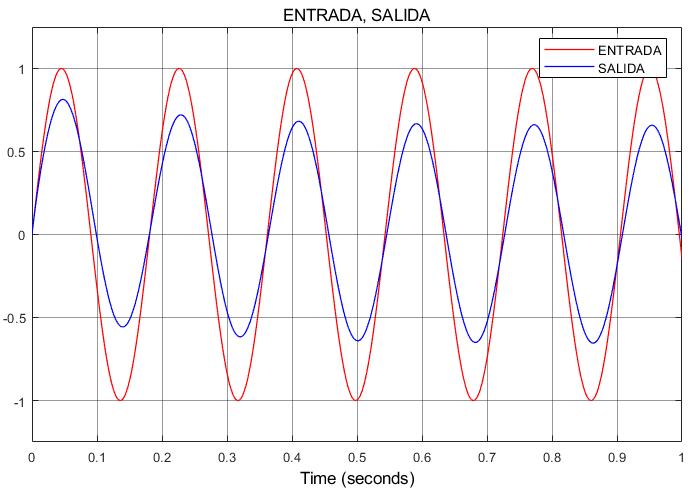 ENTRADA, SALIDA
ENTRADA
SALIDA
1
0.5
0
-0.5
-1
0 0.1 0.2 0.3 0.4 0.5 0.6 0.7 0.8 0.9 1
Time (seconds)